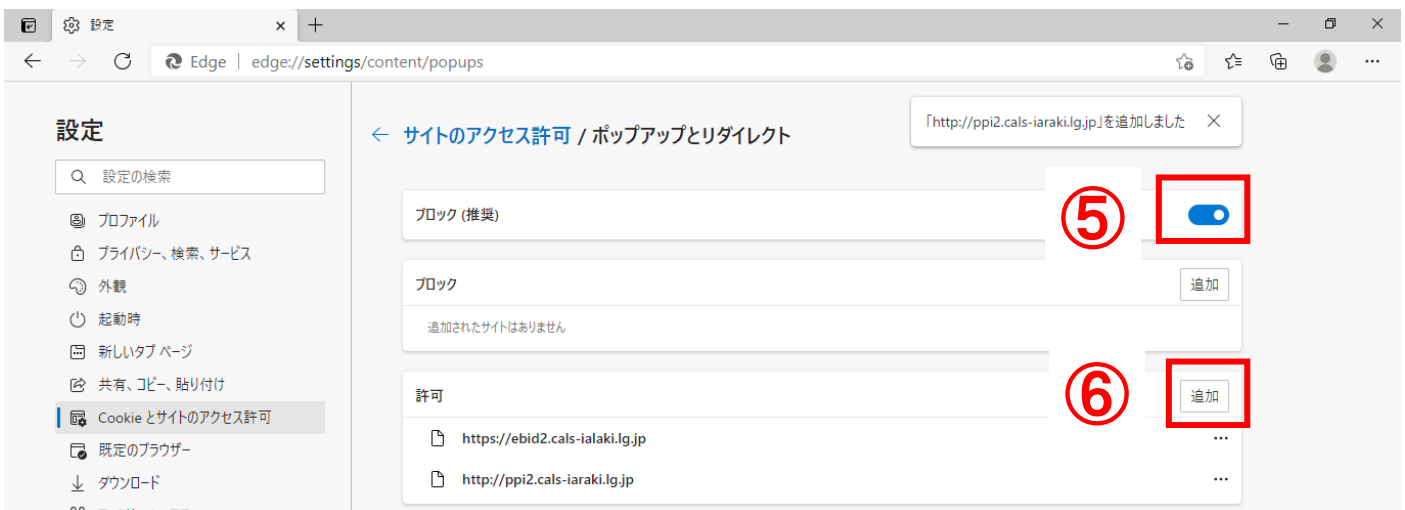 設定
Edge | edge://settings/content/popups
設定
設定の検索
プロファイル
プライバシー、検索、サービス
外観
起動時
新しいタブ ページ
共有、コピー、貼り付け
Cookie とサイトのアクセス許可
既定のブラウザー
ダウンロード
サイトのアクセス許可 / ポップアップとリダイレクト
「http://ppi2.cals-iaraki.lg.jp」を追加しました
ブロック (推奨)
⑤
ブロック
追加
追加されたサイトはありません
許可
⑥
追加
https://ebid2.cals-ialaki.lg.jp
http://ppi2.cals-iaraki.lg.jp